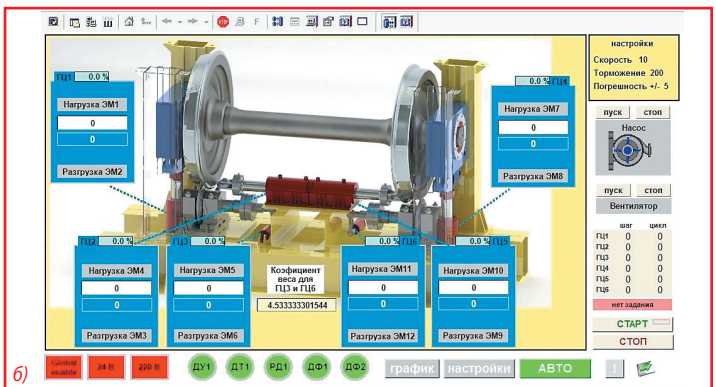 STOP F
настройки
Скорость 10
Торможение 200
Погрешность +/- 5
ГЦ1 0.0 %
Нагрузка ЭМ1
0
0
Разгрузка ЭМ2
0.0 % ГЦ4
Нагрузка ЭМ7
0
0
Разгрузка ЭМ8
пуск стоп
Насос
пуск стоп
Вентилятор
шаг цикл
ГЦ1 0 0
ГЦ2 0 0
ГЦ3 0 0
ГЦ4 0 0
ГЦ5 0 0
ГЦ6 0 0
нет задания
СТАРТ
СТОП
ГЦ2 0.0 %
Нагрузка ЭМ4
0
0
Разгрузка ЭМ3
ГЦ3 0.0 %
Нагрузка ЭМ5
0
0
Разгрузка ЭМ6
Коэфициент
веса для
ГЦ3 и ГЦ6
4.533333301544
0.0 % ГЦ6
Нагрузка ЭМ11
0
0
Разгрузка ЭМ12
0.0 % ГЦ5
Нагрузка ЭМ10
0
0
Разгрузка ЭМ9
б)
Global
enable
24 В
220 В
ДУ1
ДТ1
РД1
ДФ1
ДФ2
график
настройки
АВТО
!